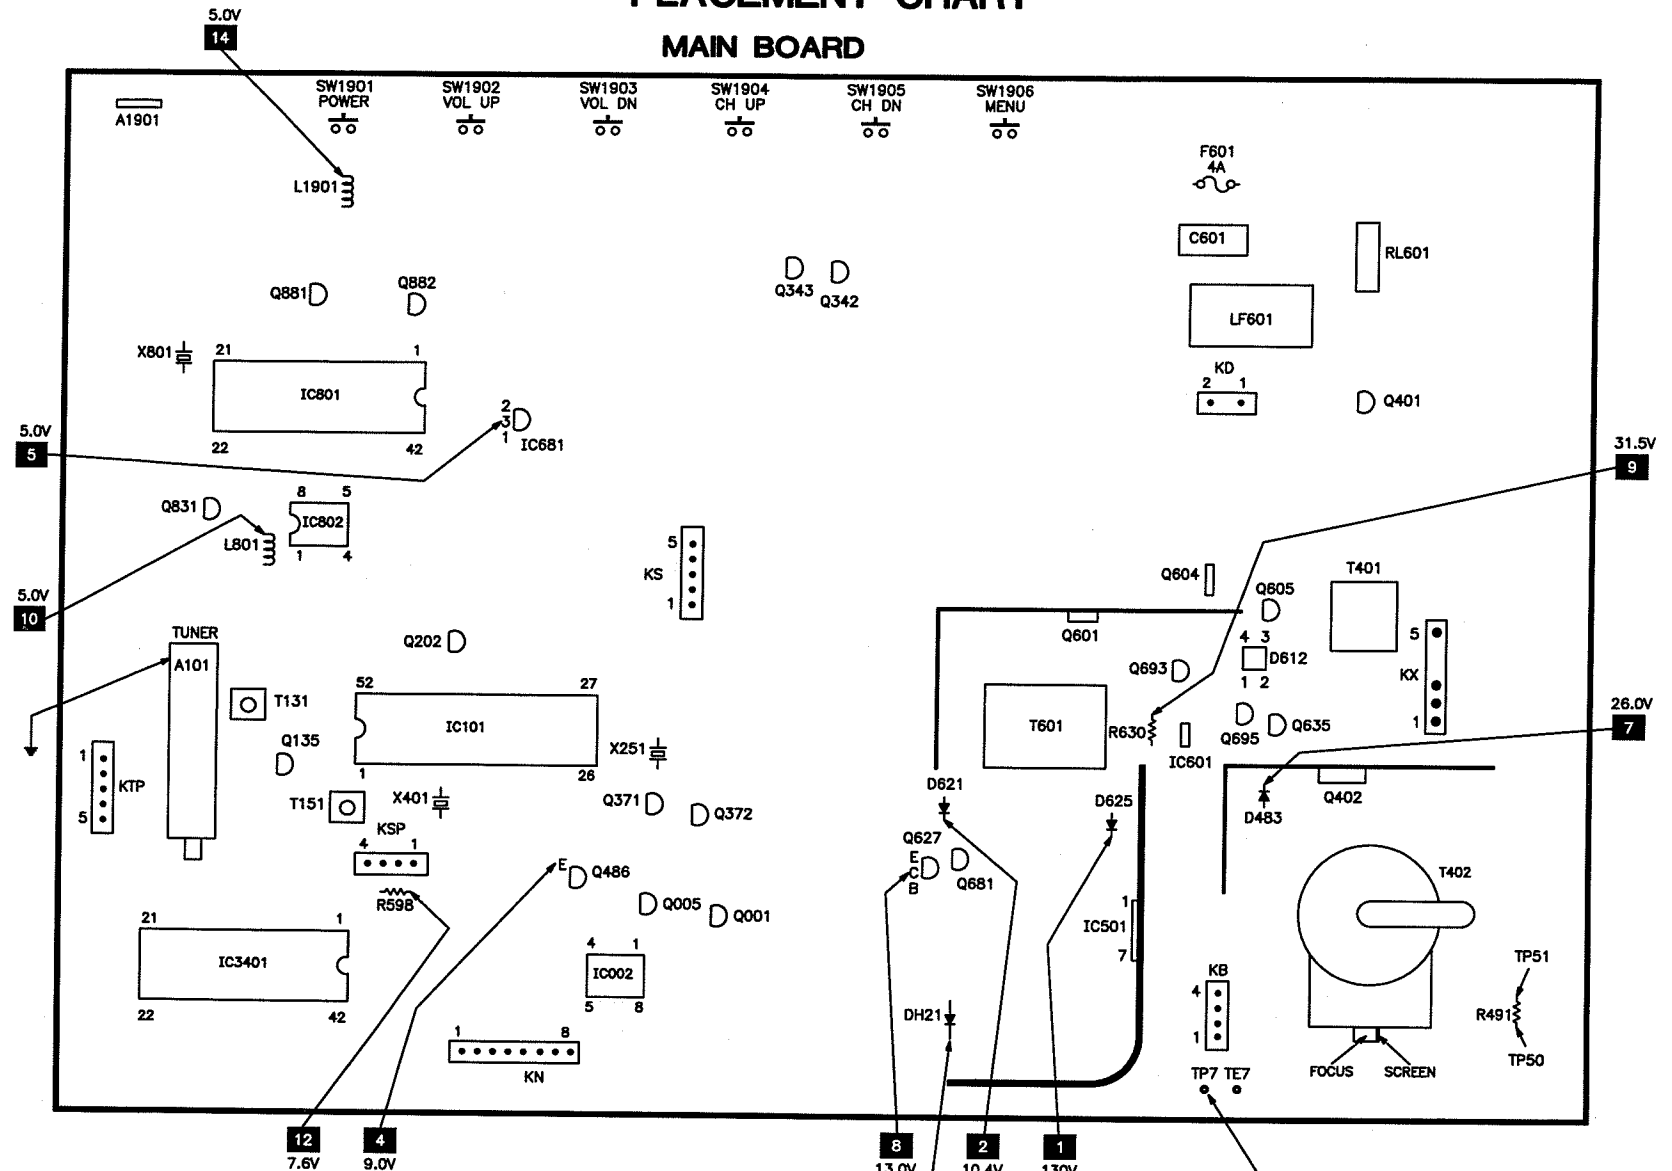 PLACEMENT CHART
MAIN BOARD
5.0V
14
SW1901
POWER
SW1902
VOL UP
SW1903
VOL DN
SW1904
CH UP
SW1905
CH DN
SW1906
MENU
A1901
L1901
F601
4A
C601
RL601
LF601
Q881
Q882
Q343
Q342
X801
21
1
IC801
22
42
KD
2 1
Q401
2
3
1
IC681
5.0V
5
31.5V
9
Q831
8 5
IC802
1 4
L801
5
KS
1
5.0V
10
Q604
Q605
T401
TUNER
A101
Q202
Q601
4 3
D612
1 2
Q693
5
KX
1
T131
52
27
IC101
1
26
T601
R630
IC601
Q695
Q635
26.0V
7
Q135
X251
1
KTP
5
T151
X401
Q371
Q372
D621
D625
D483
Q402
KSP
4 1
E
Q486
Q627
E
C
B
Q681
T402
R598
Q005
Q001
1
IC501
7
21
1
IC3401
22
42
4 1
IC002
5 8
KB
4
1
TP51
R491
TP50
DH21
1
8
KN
TP7 TE7
FOCUS
SCREEN
12
7.6V
4
9.0V
8
13.0V
2
10.4V
1
130V